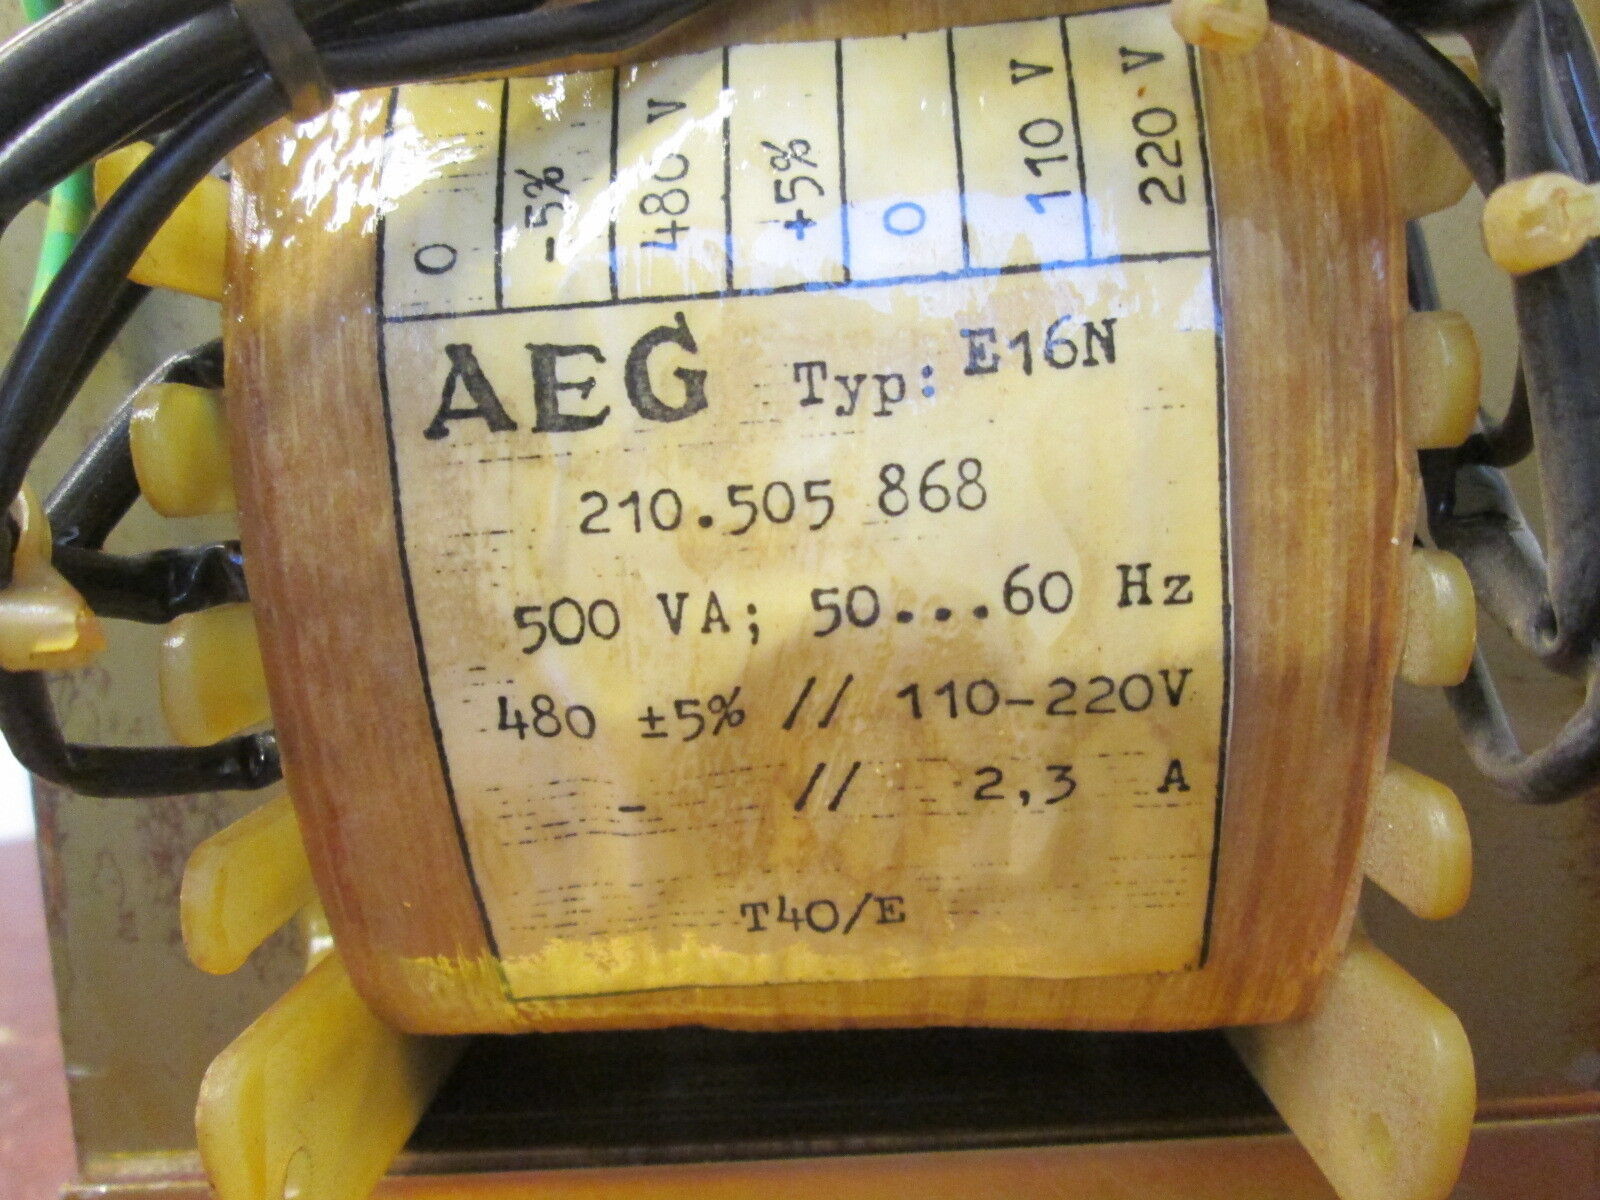 0 -5% 480 V +5% 0 110 V 220 V
AEG Typ: E16N
210.505 868
500 VA; 50...60 Hz
480 ±5% // 110-220V
- // 2,3 A
T40/E